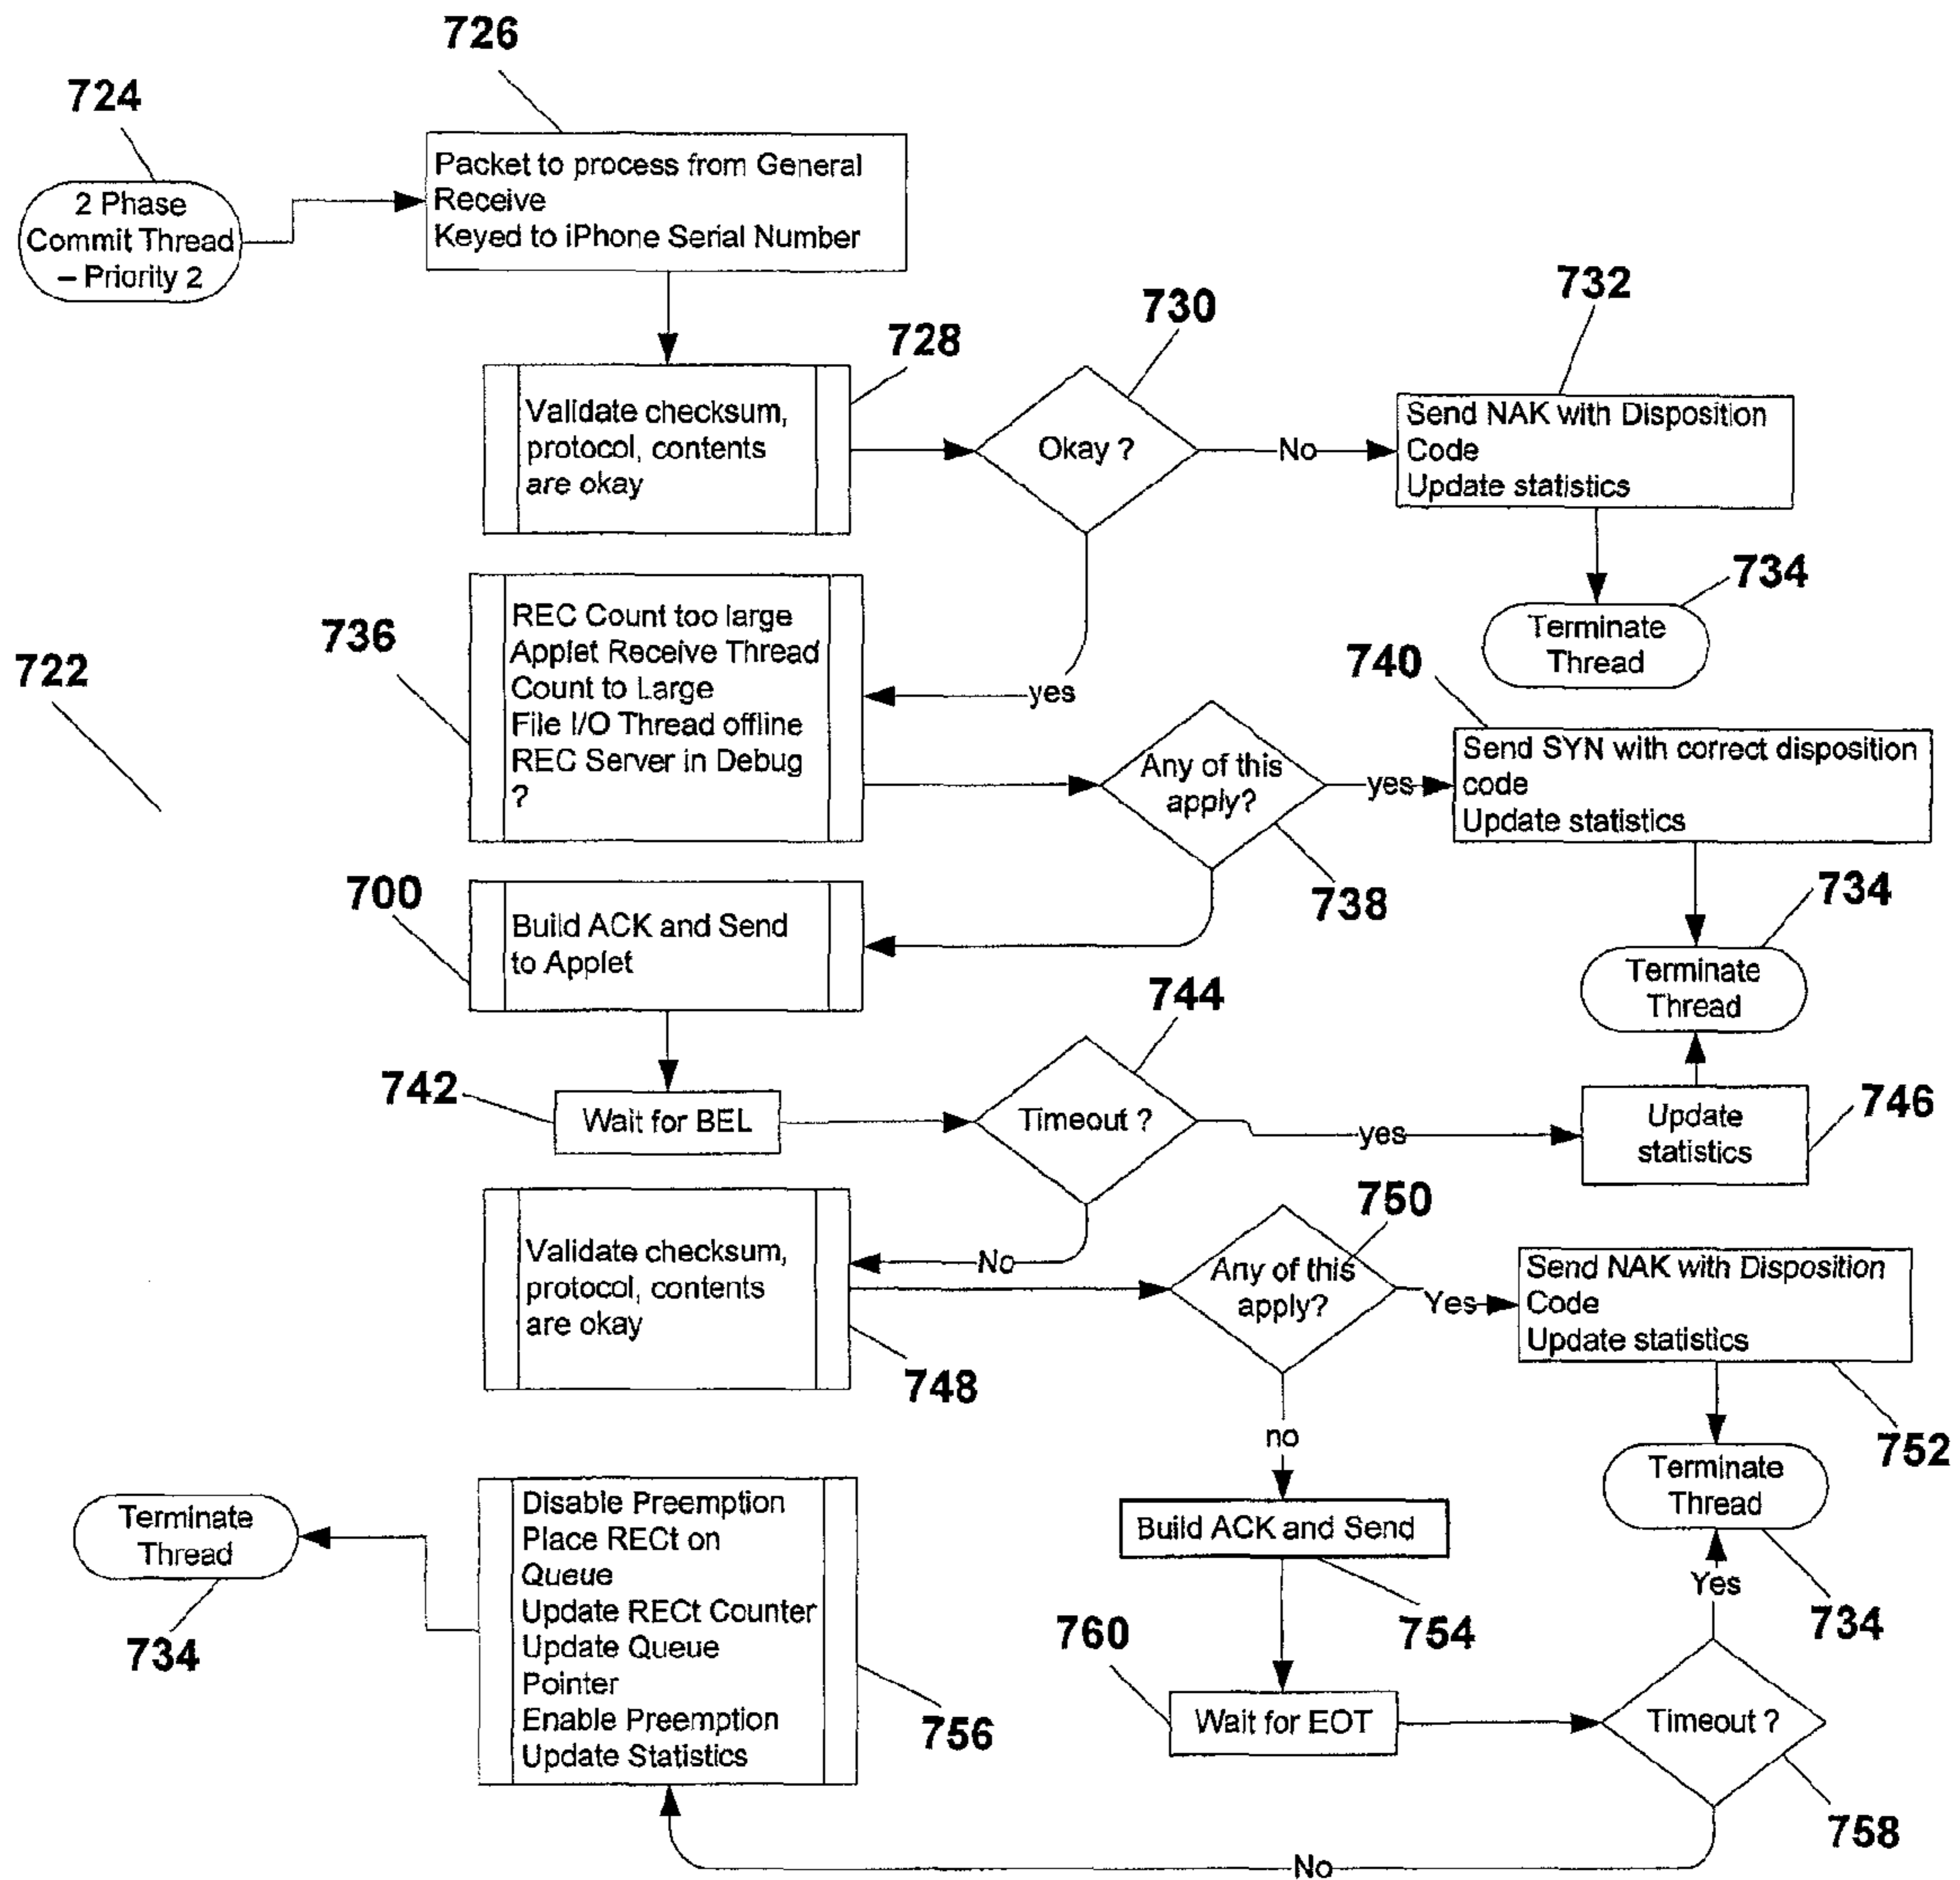 726
724
2 Phase
Commit Thread
– Priority 2
Packet to process from General
Receive
Keyed to iPhone Serial Number
728
Validate checksum,
protocol, contents
are okay
730
Okay ?
No
732
Send NAK with Disposition
Code
Update statistics
734
Terminate
Thread
yes
722
736
REC Count too large
Applet Receive Thread
Count to Large
File I/O Thread offline
REC Server in Debug
?
Any of this
apply?
738
yes
740
Send SYN with correct disposition
code
Update statistics
734
Terminate
Thread
700
Build ACK and Send
to Applet
742
Wait for BEL
744
Timeout ?
yes
746
Update
statistics
No
748
Validate checksum,
protocol, contents
are okay
750
Any of this
apply?
Yes
Send NAK with Disposition
Code
Update statistics
752
Terminate
Thread
734
no
Build ACK and Send
754
760
Wait for EOT
Timeout ?
758
Yes
No
Disable Preemption
Place RECt on
Queue
Update RECt Counter
Update Queue
Pointer
Enable Preemption
Update Statistics
756
Terminate
Thread
734